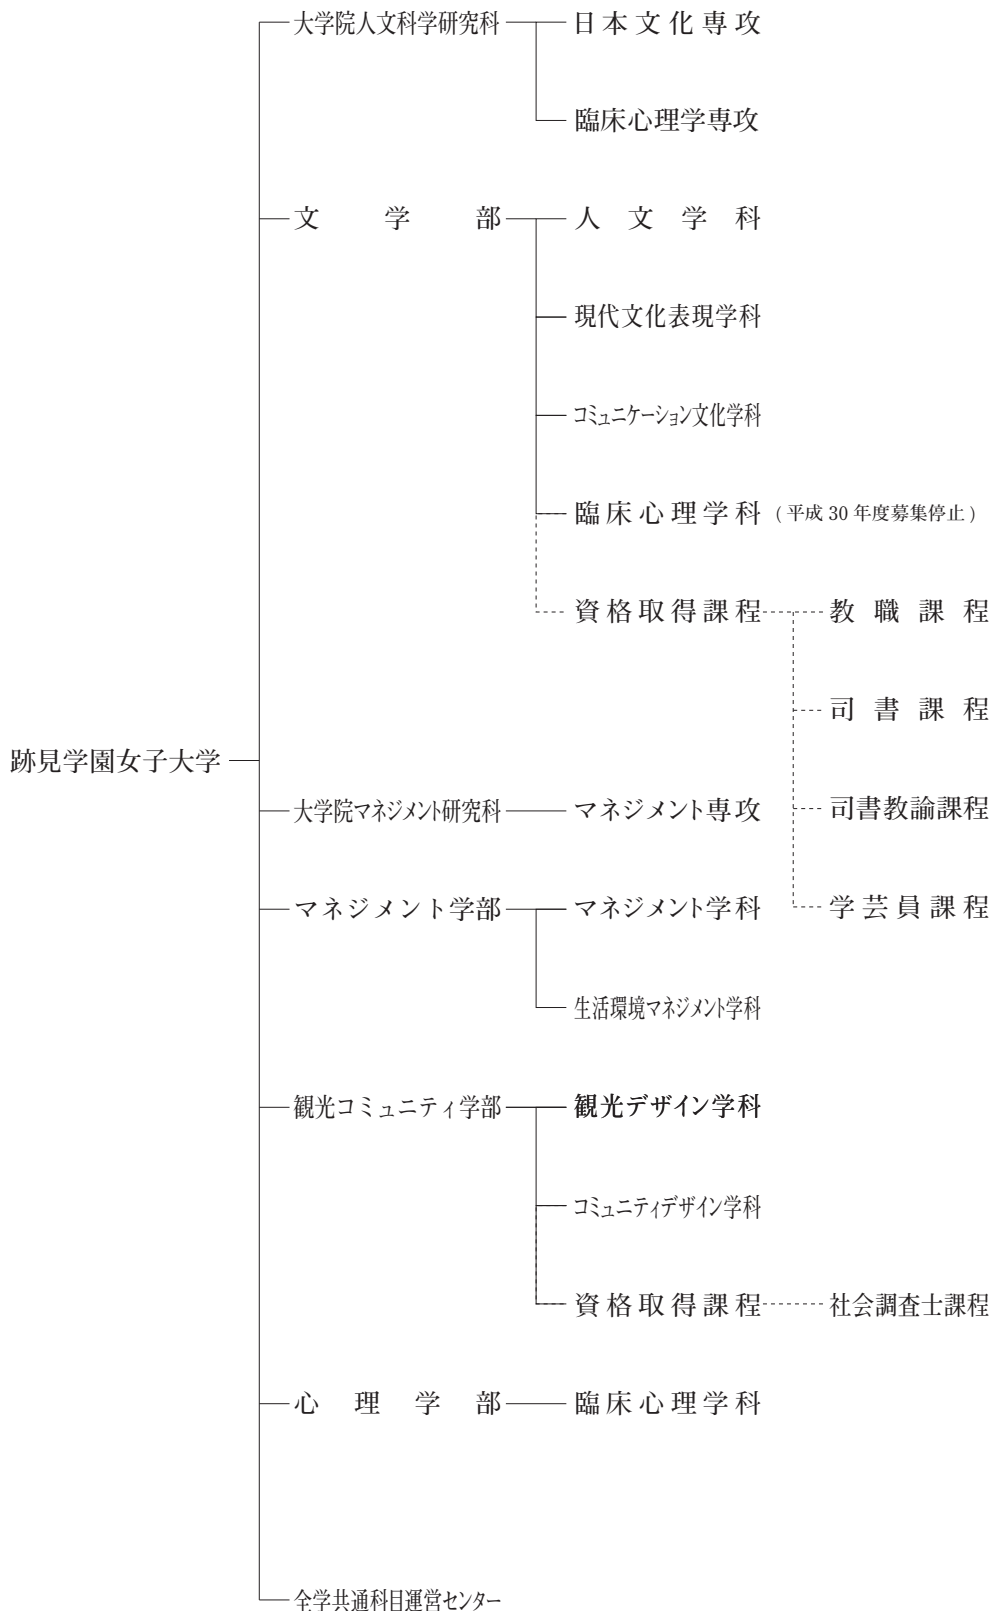 大学院人文科学研究科 日本文化専攻
臨床心理学専攻
文学部 人文学科
現代文化表現学科
コミュニケーション文化学科
臨床心理学科 (平成 30 年度募集停止)
資格取得課程 教職課程
司書課程
跡見学園女子大学
大学院マネジメント研究科 マネジメント専攻 司書教諭課程
マネジメント学部 マネジメント学科 学芸員課程
生活環境マネジメント学科
観光コミュニティ学部 観光デザイン学科
コミュニティデザイン学科
資格取得課程 社会調査士課程
心理学部 臨床心理学科
全学共通科目運営センター